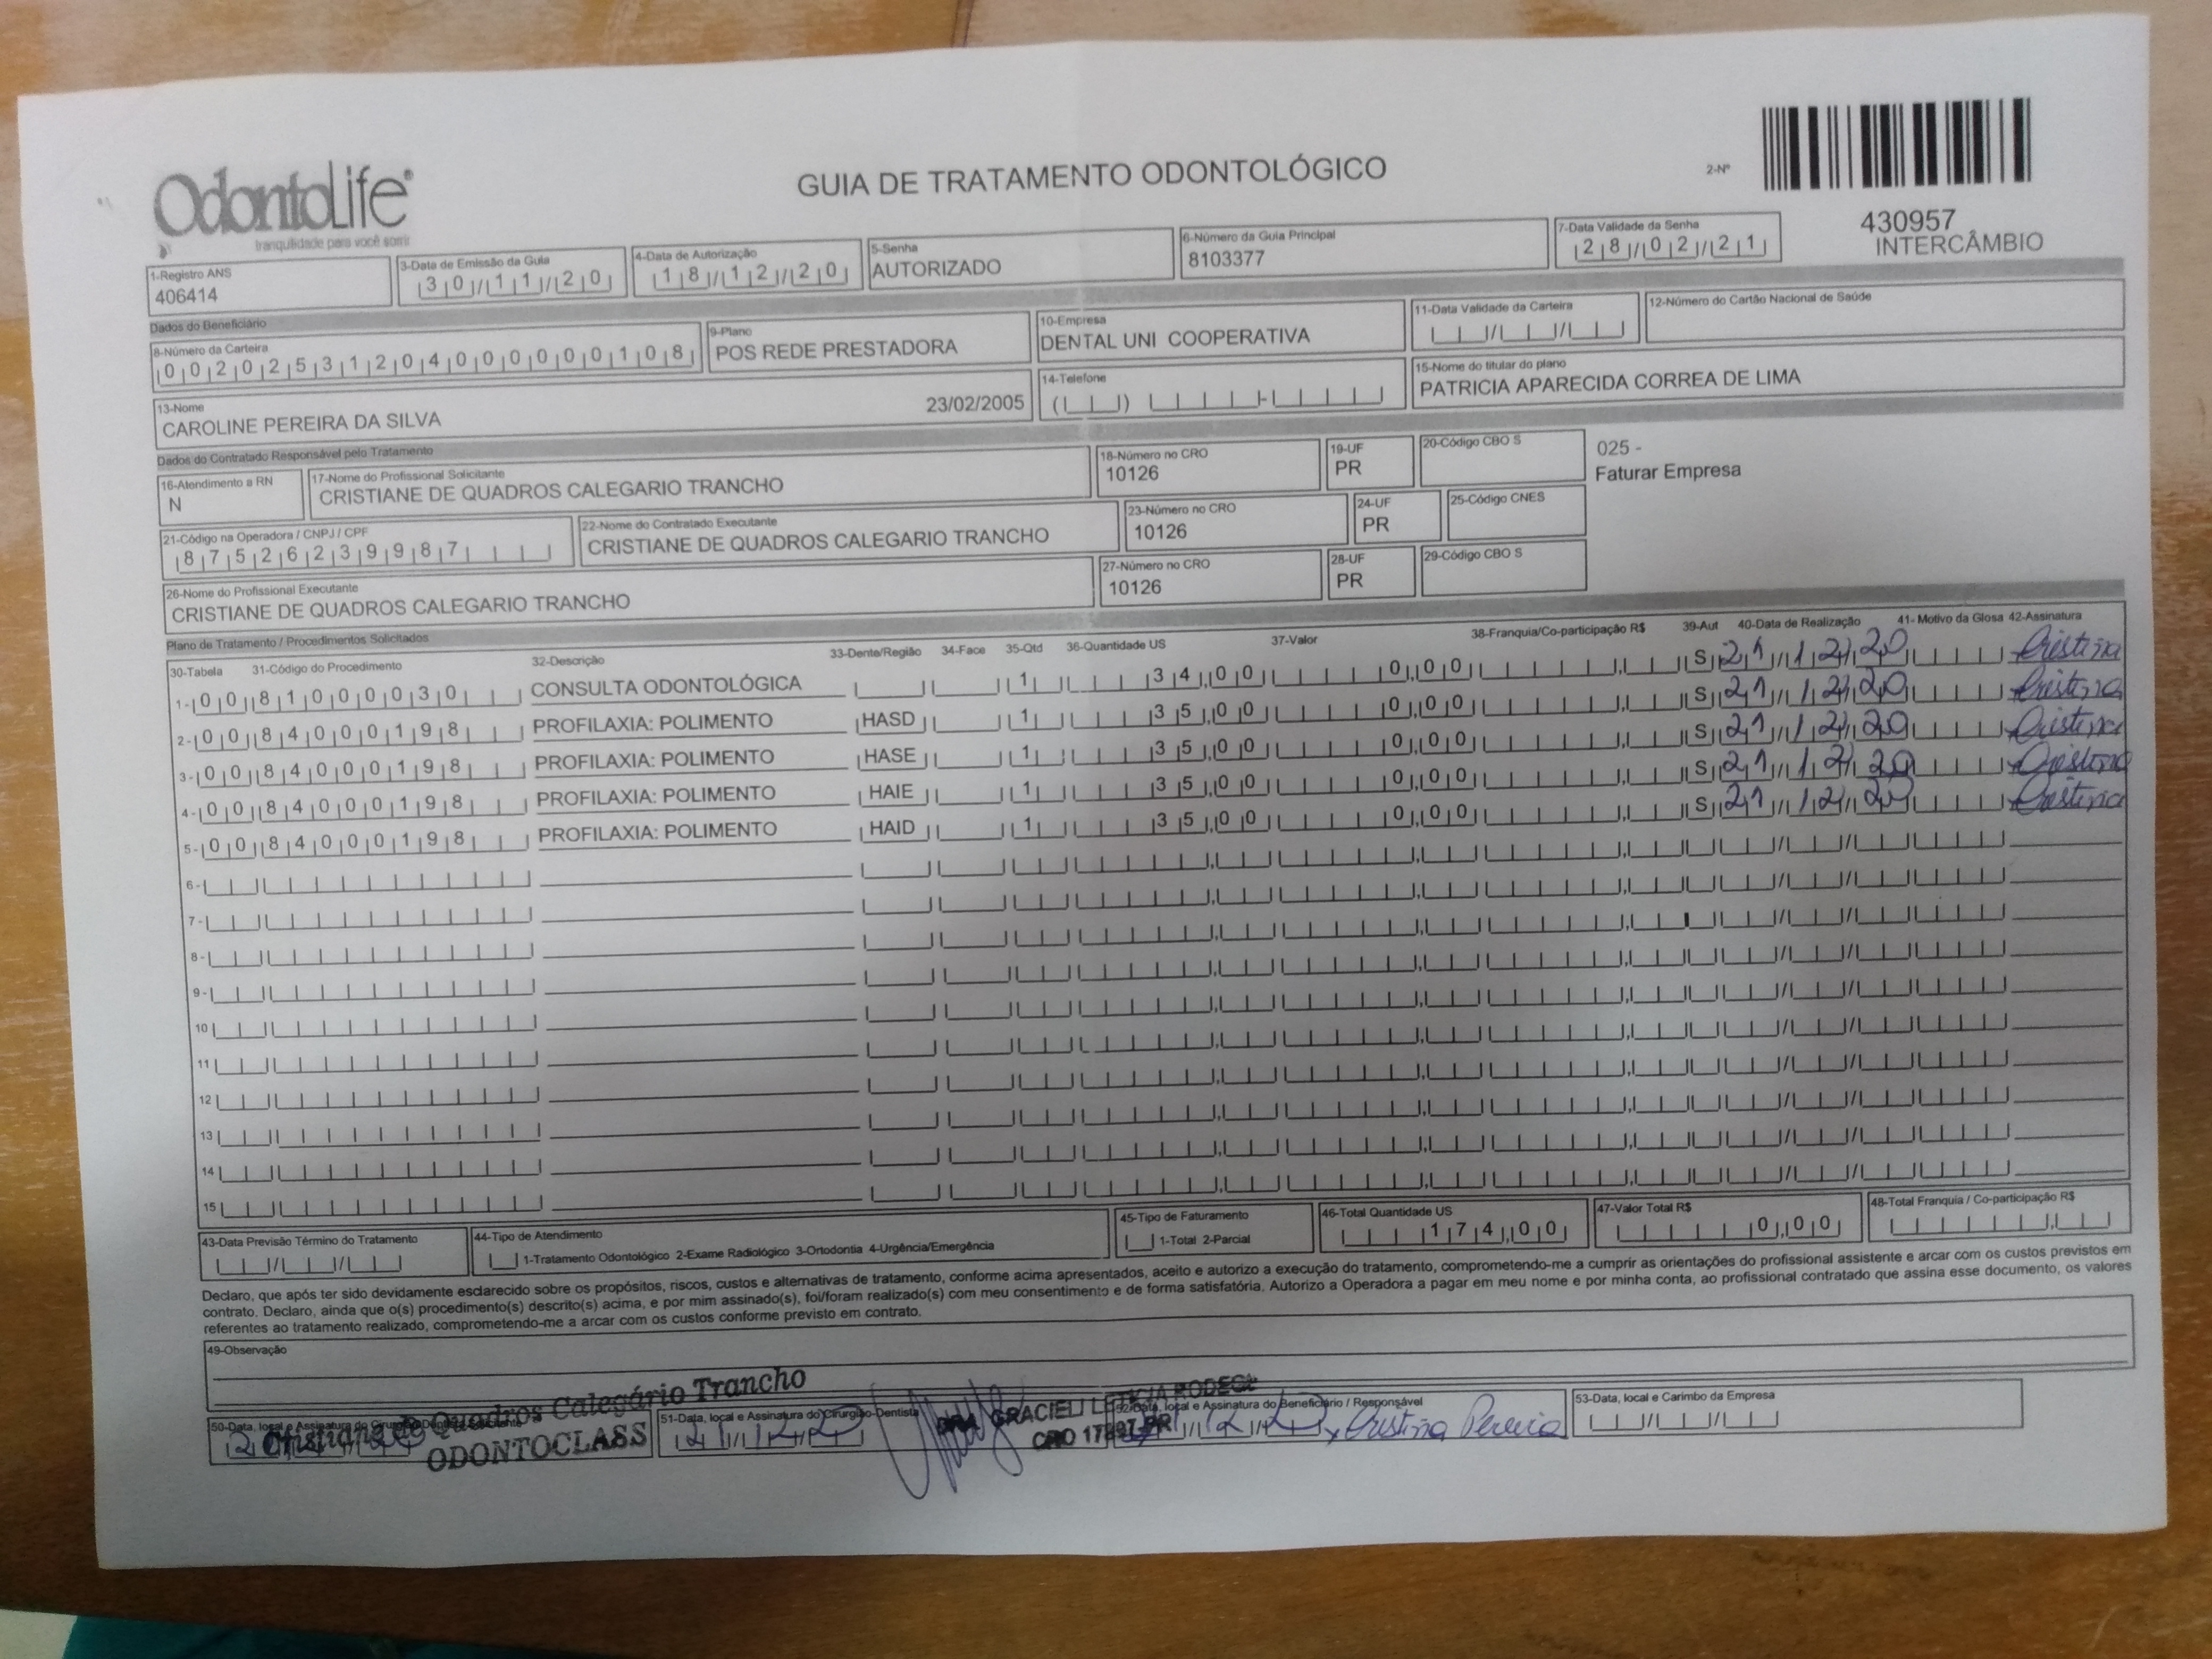 OdontoLife®
tranquilidade para você sorrir
GUIA DE TRATAMENTO ODONTOLÓGICO
2-Nº
430957
INTERCÂMBIO
1-Registro ANS
406414
3-Data de Emissão da Guia
30/11/20
4-Data de Autorização
18/12/20
5-Senha
AUTORIZADO
6-Número da Guia Principal
8103377
7-Data Validade da Senha
28/02/21
Dados do Beneficiário
8-Número da Carteira
00202531204000000108
9-Plano
POS REDE PRESTADORA
10-Empresa
DENTAL UNI COOPERATIVA
11-Data Validade da Carteira
12-Número do Cartão Nacional de Saúde
13-Nome
CAROLINE PEREIRA DA SILVA 23/02/2005
14-Telefone
15-Nome do titular do plano
PATRICIA APARECIDA CORREA DE LIMA
Dados do Contratado Responsável pelo Tratamento
16-Atendimento a RN
N
17-Nome do Profissional Solicitante
CRISTIANE DE QUADROS CALEGARIO TRANCHO
18-Número no CRO
10126
19-UF
PR
20-Código CBO S
025 -
Faturar Empresa
21-Código na Operadora / CNPJ / CPF
87526239987
22-Nome do Contratado Executante
CRISTIANE DE QUADROS CALEGARIO TRANCHO
23-Número no CRO
10126
24-UF
PR
25-Código CNES
26-Nome do Profissional Executante
CRISTIANE DE QUADROS CALEGARIO TRANCHO
27-Número no CRO
10126
28-UF
PR
29-Código CBO S
Plano de Tratamento / Procedimentos Solicitados
30-Tabela 31-Código do Procedimento 32-Descrição 33-Dente/Região 34-Face 35-Qtd 36-Quantidade US 37-Valor 38-Franquia/Co-participação R$ 39-Aut 40-Data de Realização 41- Motivo da Glosa 42-Assinatura
1- 00 81000030 CONSULTA ODONTOLÓGICA 1 34,00 0,00 S 21/12/20 Cristina
2- 00 84000198 PROFILAXIA: POLIMENTO HASD 1 35,00 0,00 S 21/12/20 Cristina
3- 00 84000198 PROFILAXIA: POLIMENTO HASE 1 35,00 0,00 S 21/12/20 Cristina
4- 00 84000198 PROFILAXIA: POLIMENTO HAIE 1 35,00 0,00 S 21/12/20 Cristina
5- 00 84000198 PROFILAXIA: POLIMENTO HAID 1 35,00 0,00 S 21/12/20 Cristina
6-
7-
8-
9-
10
11
12
13
14
15
43-Data Previsão Término do Tratamento
44-Tipo de Atendimento
1-Tratamento Odontológico 2-Exame Radiológico 3-Ortodontia 4-Urgência/Emergência
45-Tipo de Faturamento
1-Total 2-Parcial
46-Total Quantidade US
174,00
47-Valor Total R$
0,00
48-Total Franquia / Co-participação R$
Declaro, que após ter sido devidamente esclarecido sobre os propósitos, riscos, custos e alternativas de tratamento, conforme acima apresentados, aceito e autorizo a execução do tratamento, comprometendo-me a cumprir as orientações do profissional assistente e arcar com os custos previstos em
contrato. Declaro, ainda que o(s) procedimento(s) descrito(s) acima, e por mim assinado(s), foi/foram realizado(s) com meu consentimento e de forma satisfatória. Autorizo a Operadora a pagar em meu nome e por minha conta, ao profissional contratado que assina esse documento, os valores
referentes ao tratamento realizado, comprometendo-me a arcar com os custos conforme previsto em contrato.
49-Observação
50-Data, local e Assinatura do Cirurgião-Dentista Solicitante
Cristiane de Quadros Calegário Trancho
ODONTOCLASS
51-Data, local e Assinatura do Cirurgião-Dentista
21/12/20
DRA GRACIELI LETICIA
52-Data, local e Assinatura do Beneficiário / Responsável
x Cristina Pereira
53-Data, local e Carimbo da Empresa